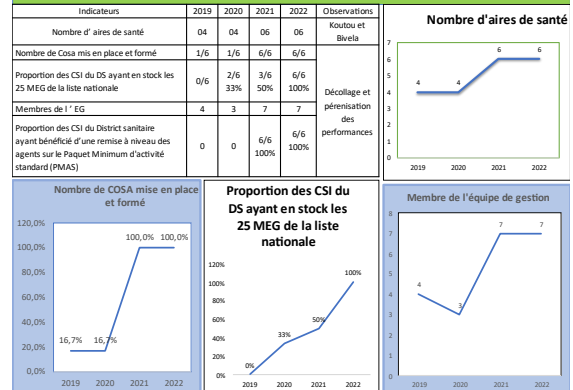 Indicateurs 2019 2020 2021 2022 Observations
Nombre d' aires de santé 04 04 06 06 Koutou et Bivela
Nombre de Cosa mis en place et formé 1/6 1/6 6/6 6/6 Décollage et pérenisation des performances
Proportion des CSI du DS ayant en stock les 25 MEG de la liste nationale 0/6 2/6 33% 3/6 50% 6/6 100%
Membres de l ' EG 4 3 7 7
Proportion des CSI du District sanitaire ayant bénéficié d'une remise à niveau des agents sur le Paquet Minimum d'activité standard (PMAS) 0 0 6/6 100% 6/6 100%
Nombre d'aires de santé
7
6
5
4
3
2
1
0
4 4 6 6
2019 2020 2021 2022
Nombre de COSA mise en place
et formé
120,0%
100,0%
80,0%
60,0%
40,0%
20,0%
0,0%
16,7% 16,7% 100,0% 100,0%
2019 2020 2021 2022
Proportion des CSI du
DS ayant en stock les
25 MEG de la liste
nationale
120%
100%
80%
60%
40%
20%
0%
0% 33% 50% 100%
2019 2020 2021 2022
Membre de l'équipe de gestion
8
7
6
5
4
3
2
1
0
4 3 7 7
2019 2020 2021 2022